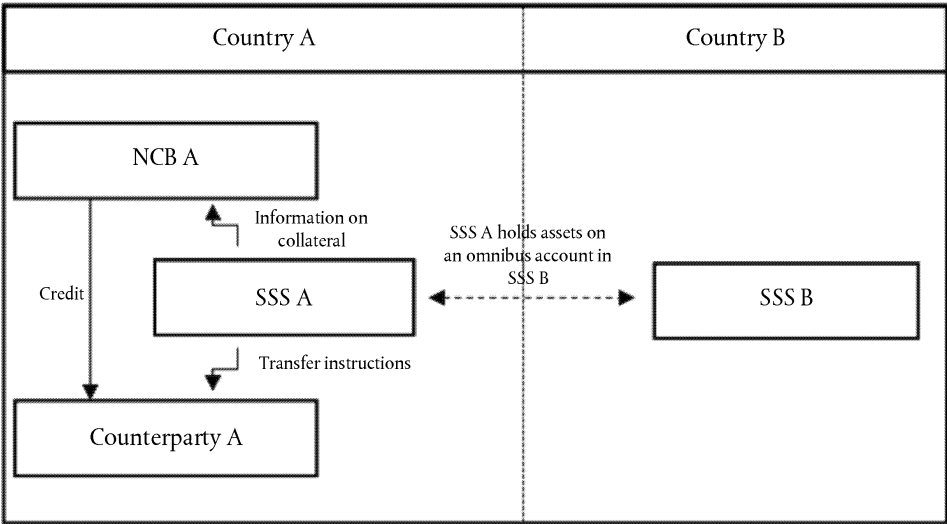 Country A
Country B
NCB A
Information on
collateral
SSS A holds assets on
an omnibus account in
SSS B
Credit
SSS A
SSS B
Transfer instructions
Counterparty A